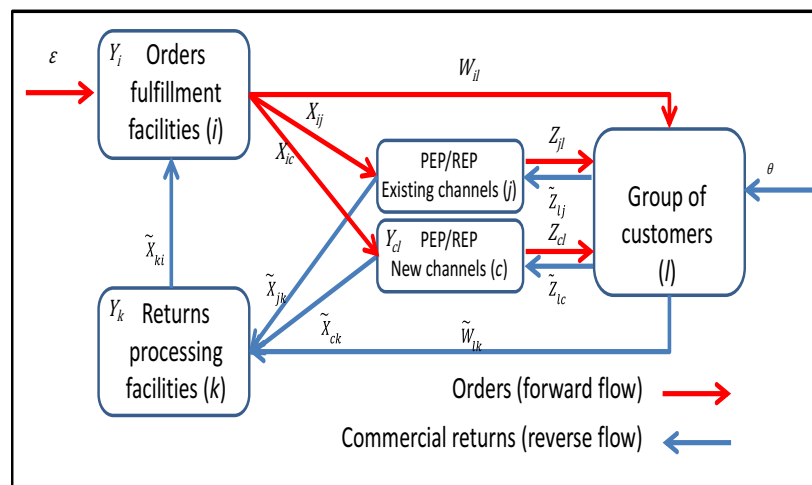 ε
Y_i Orders
fulfillment
facilities (i)
W_il
X_ij
X_ic
PEP/REP
Existing channels (j)
Z_jl
Z̃_lj
Y_cl PEP/REP
New channels (c)
Z_cl
Z̃_lc
Group of
customers
(l)
θ
X̃_ki
X̃_jk
X̃_ck
W̃_lk
Y_k Returns
processing
facilities (k)
Orders (forward flow)
Commercial returns (reverse flow)